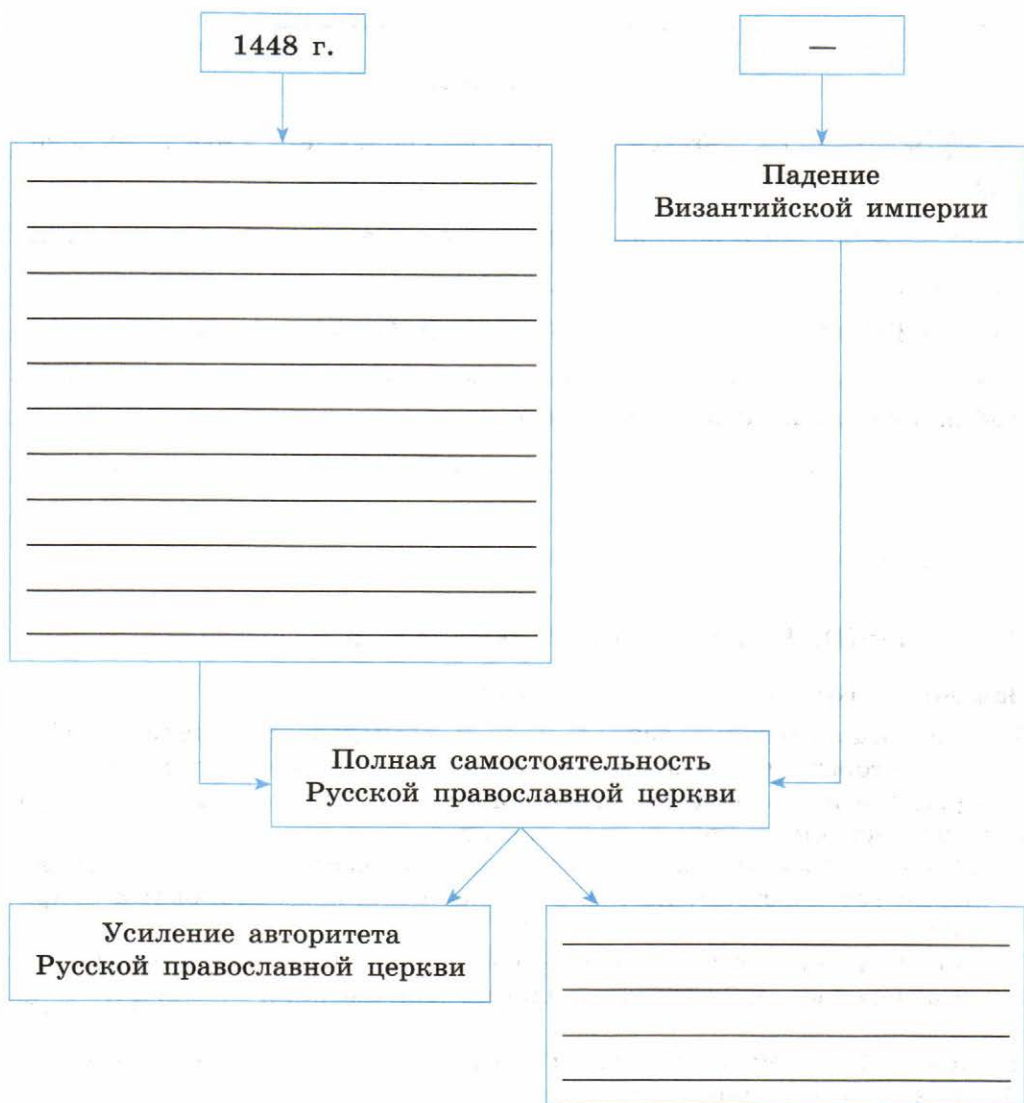 1448 г.
—
Падение
Византийской империи
Полная самостоятельность
Русской православной церкви
Усиление авторитета
Русской православной церкви